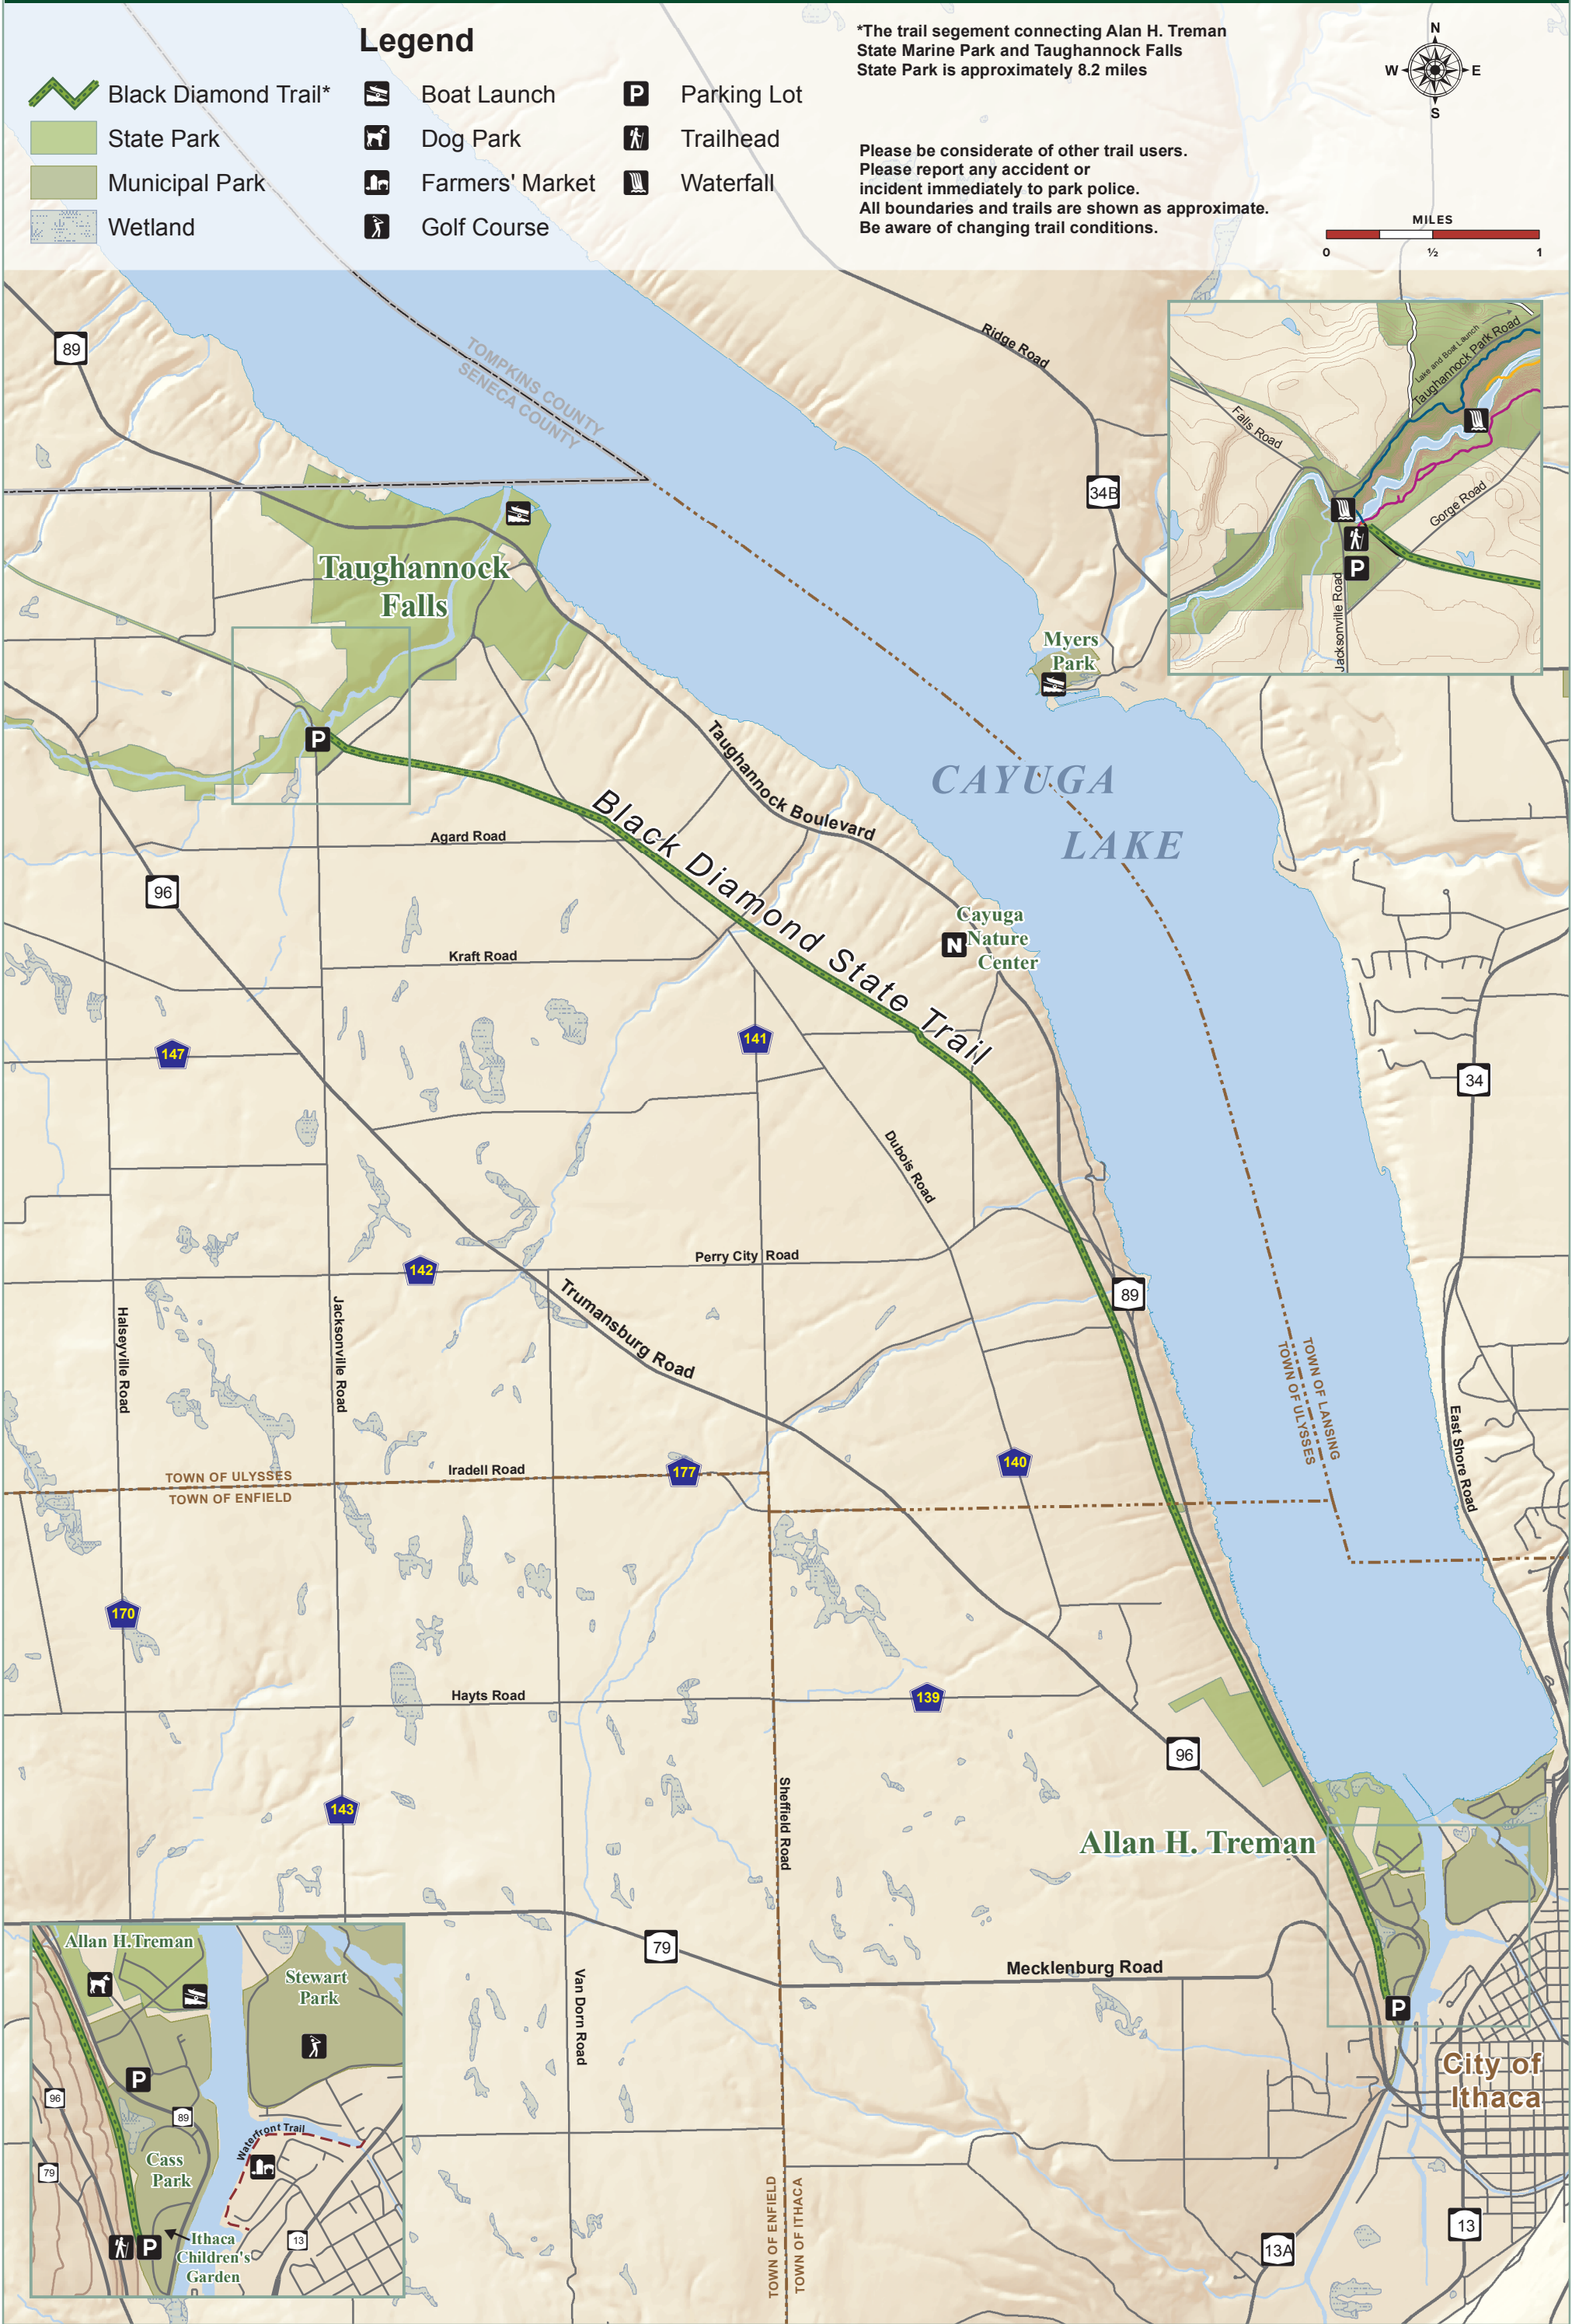 Legend
Black Diamond Trail*
State Park
Municipal Park
Wetland
Boat Launch
Dog Park
Farmers' Market
Golf Course
Parking Lot
Trailhead
Waterfall
P
*The trail segement connecting Alan H. Treman
State Marine Park and Taughannock Falls
State Park is approximately 8.2 miles
Please be considerate of other trail users.
Please report any accident or
incident immediately to park police.
All boundaries and trails are shown as approximate.
Be aware of changing trail conditions.
N
W
E
S
MILES
0
½
1
89
TOMPKINS COUNTY
SENECA COUNTY
Ridge Road
34B
Lake and Boat Launch
Taughannock Park Road
Falls Road
Gorge Road
Jacksonville Road
P
Taughannock
Falls
Myers
Park
P
Taughannock Boulevard
CAYUGA
LAKE
Black Diamond State Trail
Agard Road
96
Kraft Road
Cayuga
N
Nature
Center
147
141
34
Dubois Road
142
Perry City Road
89
Trumansburg Road
Halseyville Road
Jacksonville Road
TOWN OF LANSING
TOWN OF ULYSSES
East Shore Road
140
177
Iradell Road
TOWN OF ULYSSES
TOWN OF ENFIELD
170
Hayts Road
139
96
143
Sheffield Road
Allan H. Treman
79
Mecklenburg Road
Van Dorn Road
P
City of
Ithaca
TOWN OF ENFIELD
TOWN OF ITHACA
13
13A
Allan H.Treman
Stewart
Park
P
96
89
Waterfront Trail
Cass
Park
79
P
Ithaca
Children's
Garden
13